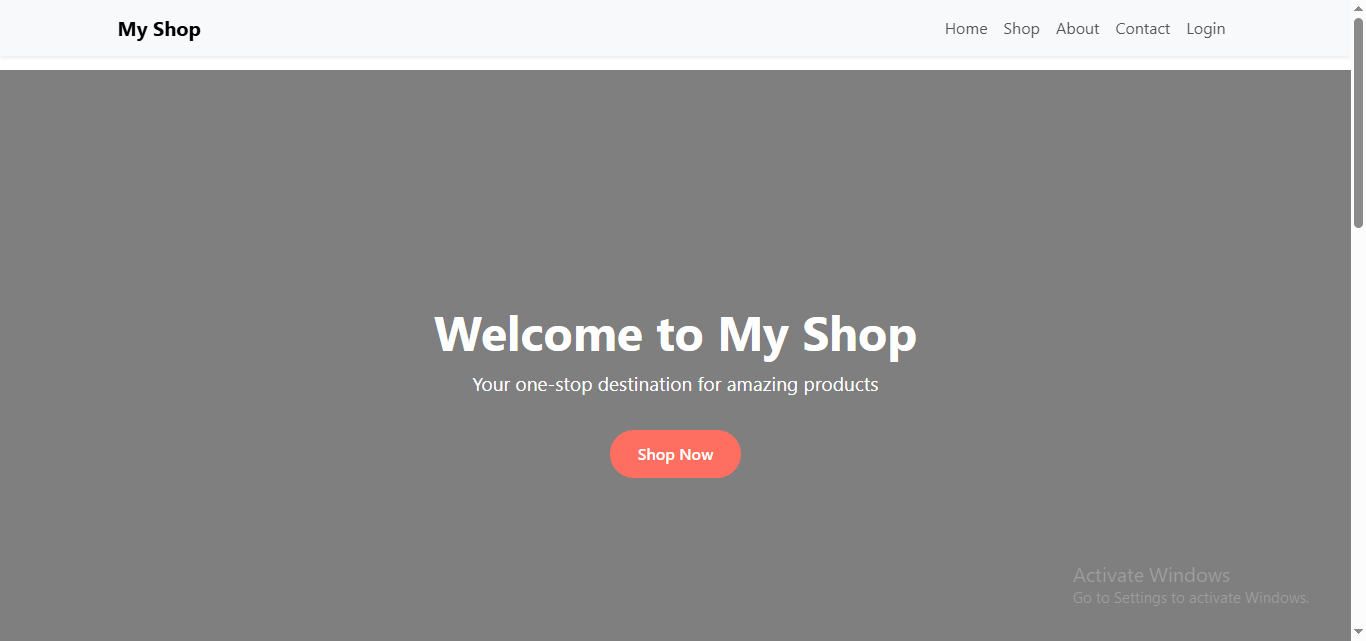 My Shop
Home Shop About Contact Login
Welcome to My Shop
Your one-stop destination for amazing products
Shop Now
Activate Windows
Go to Settings to activate Windows.